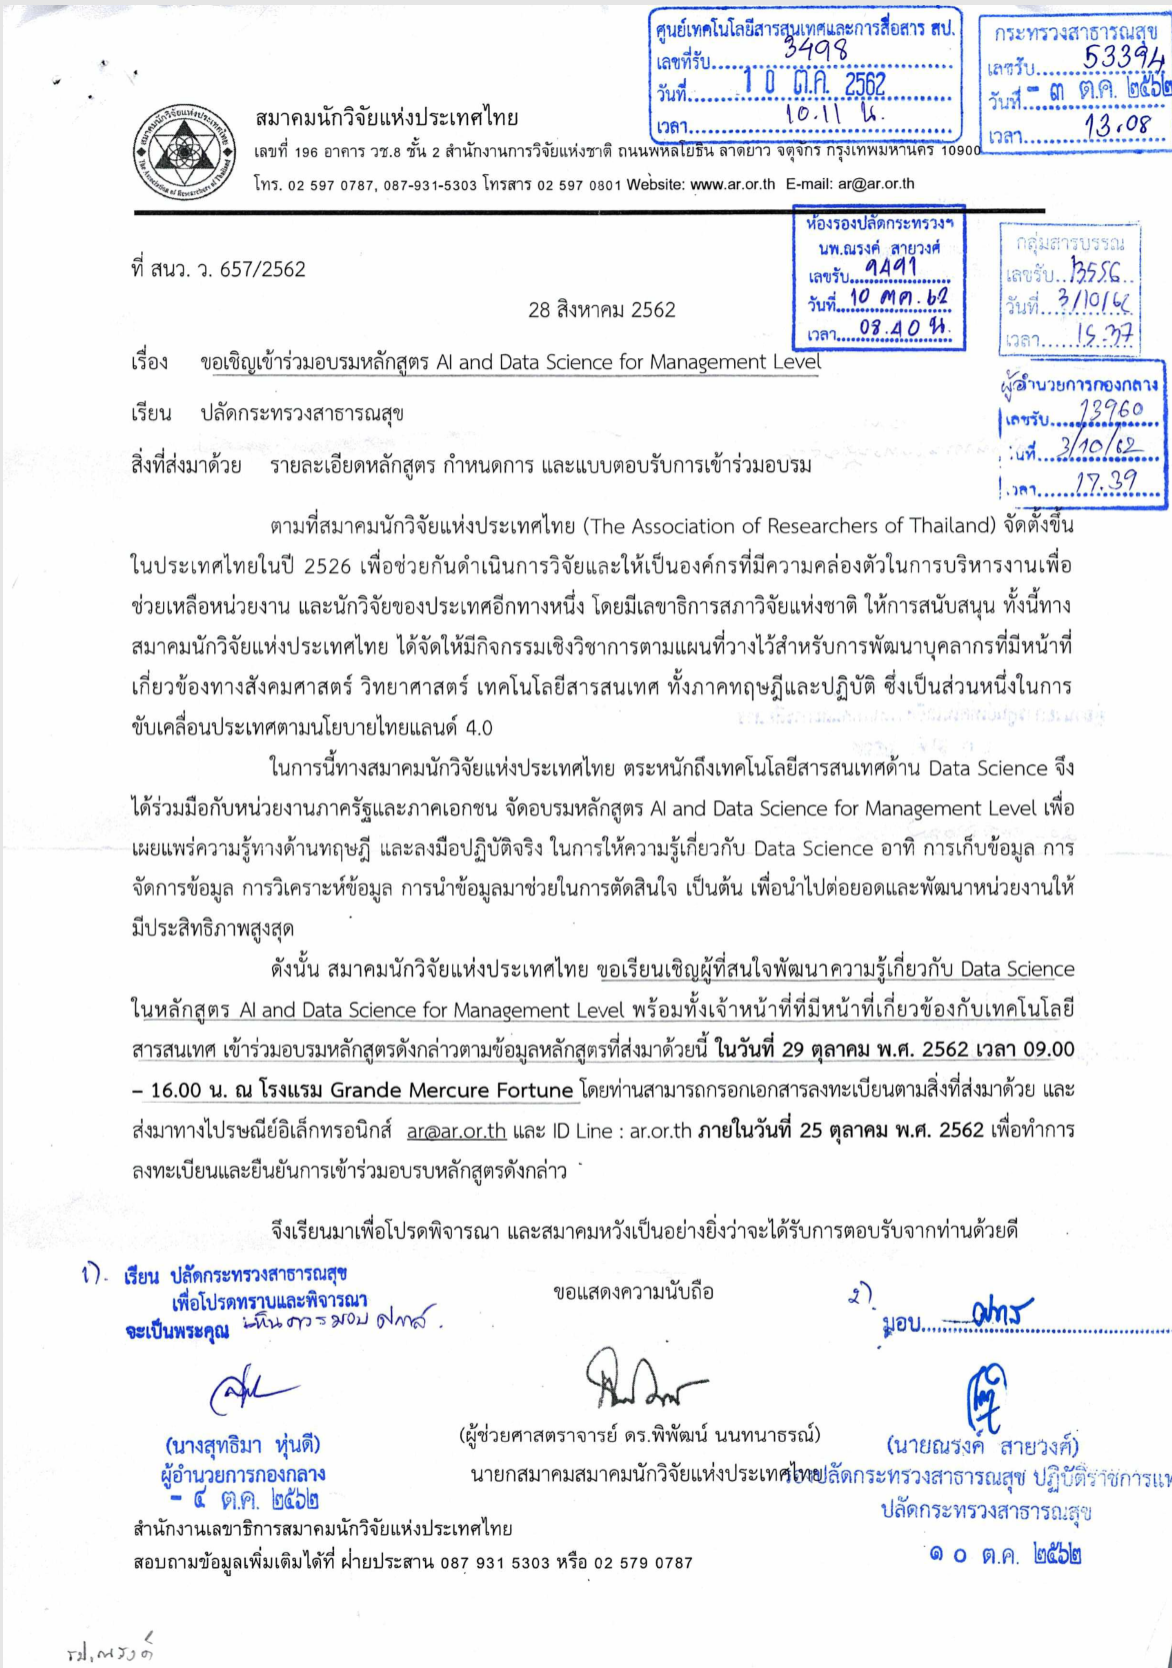 ศูนย์เทคโนโลยีสารสนเทศและการสื่อสาร สป.
เลขที่รับ 3498
วันที่ 10 ต.ค. 2562
เวลา 10.11 น.
กระทรวงสาธารณสุข
เลขรับ 53394
วันที่ - ๓ ต.ค. ๒๕๖๒
เวลา 13.08
สมาคมนักวิจัยแห่งประเทศไทย
The Association of Researchers of Thailand
สมาคมนักวิจัยแห่งประเทศไทย
เลขที่ 196 อาคาร วช.8 ชั้น 2 สำนักงานการวิจัยแห่งชาติ ถนนพหลโยธิน ลาดยาว จตุจักร กรุงเทพมหานคร 10900
โทร. 02 597 0787, 087-931-5303 โทรสาร 02 597 0801 Website: www.ar.or.th E-mail: ar@ar.or.th
ห้องรองปลัดกระทรวงฯ
นพ.ณรงค์ สายวงศ์
เลขรับ 9491
วันที่ 10 ตค. 62
เวลา 08.40 น.
กลุ่มสารบรรณ
เลขรับ 13556
วันที่ 3/10/62
เวลา 15.37
ผู้อำนวยการกองกลาง
เลขรับ 13960
วันที่ 3/10/62
เวลา 17.39
ที่ สนว. ว. 657/2562
28 สิงหาคม 2562
เรื่อง ขอเชิญเข้าร่วมอบรมหลักสูตร AI and Data Science for Management Level
เรียน ปลัดกระทรวงสาธารณสุข
สิ่งที่ส่งมาด้วย รายละเอียดหลักสูตร กำหนดการ และแบบตอบรับการเข้าร่วมอบรม
ตามที่สมาคมนักวิจัยแห่งประเทศไทย (The Association of Researchers of Thailand) จัดตั้งขึ้น
ในประเทศไทยในปี 2526 เพื่อช่วยกันดำเนินการวิจัยและให้เป็นองค์กรที่มีความคล่องตัวในการบริหารงานเพื่อ
ช่วยเหลือหน่วยงาน และนักวิจัยของประเทศอีกทางหนึ่ง โดยมีเลขาธิการสภาวิจัยแห่งชาติ ให้การสนับสนุน ทั้งนี้ทาง
สมาคมนักวิจัยแห่งประเทศไทย ได้จัดให้มีกิจกรรมเชิงวิชาการตามแผนที่วางไว้สำหรับการพัฒนาบุคลากรที่มีหน้าที่
เกี่ยวข้องทางสังคมศาสตร์ วิทยาศาสตร์ เทคโนโลยีสารสนเทศ ทั้งภาคทฤษฎีและปฏิบัติ ซึ่งเป็นส่วนหนึ่งในการ
ขับเคลื่อนประเทศตามนโยบายไทยแลนด์ 4.0
ในการนี้ทางสมาคมนักวิจัยแห่งประเทศไทย ตระหนักถึงเทคโนโลยีสารสนเทศด้าน Data Science จึง
ได้ร่วมมือกับหน่วยงานภาครัฐและภาคเอกชน จัดอบรมหลักสูตร AI and Data Science for Management Level เพื่อ
เผยแพร่ความรู้ทางด้านทฤษฎี และลงมือปฏิบัติจริง ในการให้ความรู้เกี่ยวกับ Data Science อาทิ การเก็บข้อมูล การ
จัดการข้อมูล การวิเคราะห์ข้อมูล การนำข้อมูลมาช่วยในการตัดสินใจ เป็นต้น เพื่อนำไปต่อยอดและพัฒนาหน่วยงานให้
มีประสิทธิภาพสูงสุด
ดังนั้น สมาคมนักวิจัยแห่งประเทศไทย ขอเรียนเชิญผู้ที่สนใจพัฒนาความรู้เกี่ยวกับ Data Science
ในหลักสูตร AI and Data Science for Management Level พร้อมทั้งเจ้าหน้าที่ที่มีหน้าที่เกี่ยวข้องกับเทคโนโลยี
สารสนเทศ เข้าร่วมอบรมหลักสูตรดังกล่าวตามข้อมูลหลักสูตรที่ส่งมาด้วยนี้ ในวันที่ 29 ตุลาคม พ.ศ. 2562 เวลา 09.00
– 16.00 น. ณ โรงแรม Grande Mercure Fortune โดยท่านสามารถกรอกเอกสารลงทะเบียนตามสิ่งที่ส่งมาด้วย และ
ส่งมาทางไปรษณีย์อิเล็กทรอนิกส์ ar@ar.or.th และ ID Line : ar.or.th ภายในวันที่ 25 ตุลาคม พ.ศ. 2562 เพื่อทำการ
ลงทะเบียนและยืนยันการเข้าร่วมอบรบหลักสูตรดังกล่าว
จึงเรียนมาเพื่อโปรดพิจารณา และสมาคมหวังเป็นอย่างยิ่งว่าจะได้รับการตอบรับจากท่านด้วยดี
1). เรียน ปลัดกระทรวงสาธารณสุข
เพื่อโปรดทราบและพิจารณา
จะเป็นพระคุณ เห็นควรมอบ ศทส.
ขอแสดงความนับถือ
2)
มอบ ศทส
(นางสุทธิมา หุ่นดี)
ผู้อำนวยการกองกลาง
- ๔ ต.ค. ๒๕๖๒
(ผู้ช่วยศาสตราจารย์ ดร.พิพัฒน์ นนทนาธรณ์)
นายกสมาคมสมาคมนักวิจัยแห่งประเทศไทย
(นายณรงค์ สายวงศ์)
รองปลัดกระทรวงสาธารณสุข ปฏิบัติราชการแท
ปลัดกระทรวงสาธารณสุข
๑๐ ต.ค. ๒๕๖๒
สำนักงานเลขาธิการสมาคมนักวิจัยแห่งประเทศไทย
สอบถามข้อมูลเพิ่มเติมได้ที่ ฝ่ายประสาน 087 931 5303 หรือ 02 579 0787
รป.ณรงค์